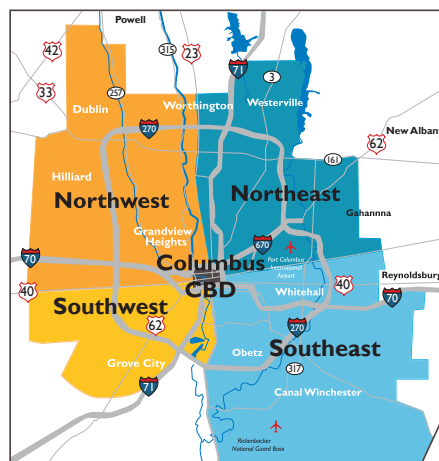 Powell
42
315
23
71
3
33
Dublin
257
Worthington
Westerville
270
62
New Alban
161
Hilliard
Northwest
Northeast
Gahannna
Grandview
Heights
670
Port Columbus
International
Airport
70
Columbus
CBD
Reynoldsburg
40
Whitehall
40
70
Southwest
62
270
Obetz
Southeast
Grove City
317
71
Canal Winchester
Rickenbacker
National Guard Base